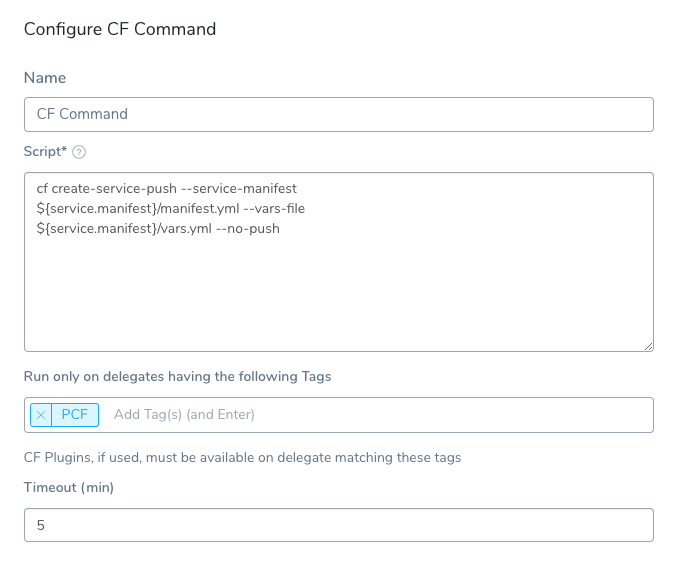 Configure CF Command
Name
CF Command
Script*
cf create-service-push --service-manifest
${service.manifest}/manifest.yml --vars-file
${service.manifest}/vars.yml --no-push
Run only on delegates having the following Tags
× PCF Add Tag(s) (and Enter)
CF Plugins, if used, must be available on delegate matching these tags
Timeout (min)
5